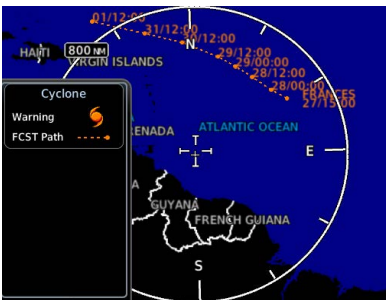 01/12:00
31/12:00
30/12:00
N
HAITI
800 NM
VIRGIN ISLANDS
29/12:00
29/00:00
28/12:00
28/00:00
FRANCES
27/15:00
Cyclone
Warning
FCST Path
RENADA
ATLANTIC OCEAN
E
A
A
GUYANA
FRENCH GUIANA
S